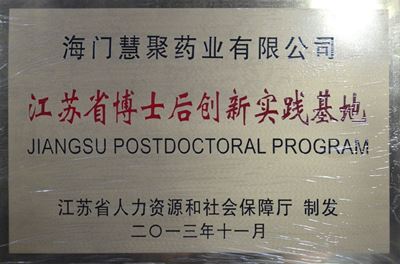 海门慧聚药业有限公司
江苏省博士后创新实践基地
JIANGSU POSTDOCTORAL PROGRAM
江苏省人力资源和社会保障厅 制发
二〇一三年十一月